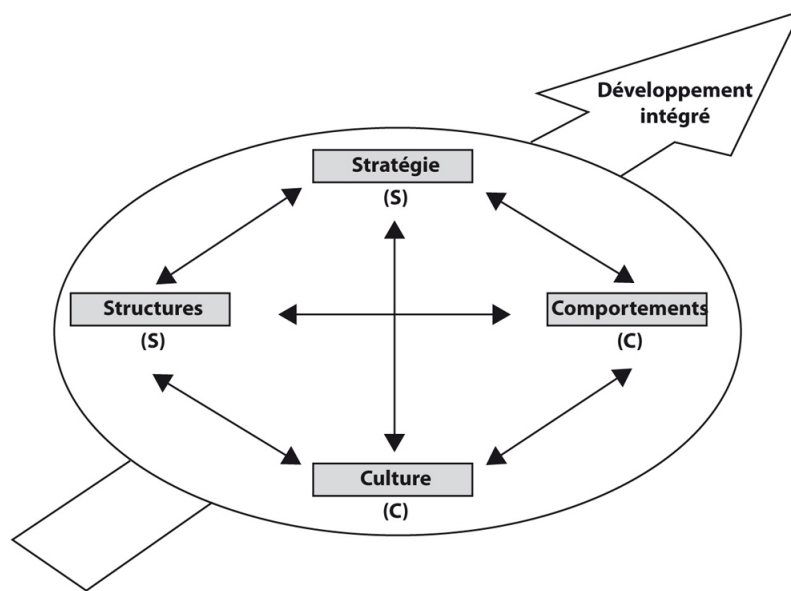 Développement
intégré
Stratégie
(S)
Structures
(S)
Comportements
(C)
Culture
(C)